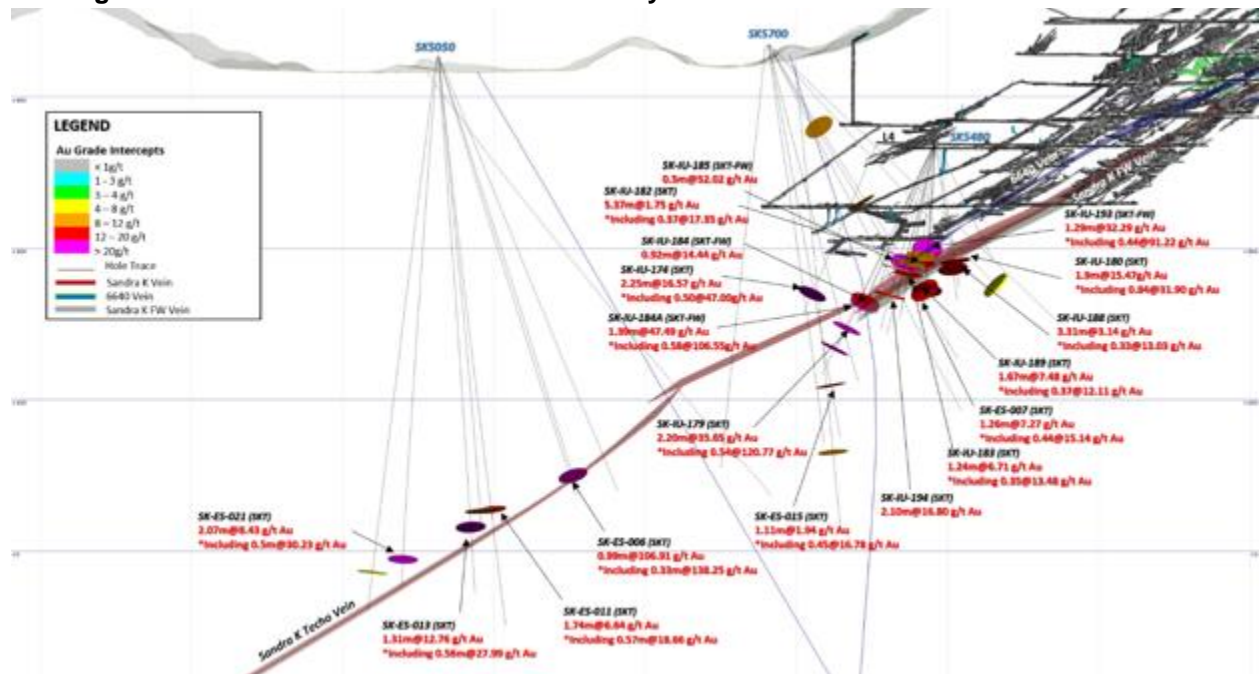 SK5050
SK5700
LEGEND
Au Grade Intercepts
< 1g/t
1 - 3 g/t
3 – 4 g/t
4 – 8 g/t
8 – 12 g/t
12 – 20 g/t
> 20g/t
Hole Trace
Sandra K Vein
6640 Vein
Sandra K FW Vein
L4
SK5480
6640 Vein
Sandra K FW Vein
SK-IU-185 (SKT-FW)
0.5m@52.02 g/t Au
SK-IU-182 (SKT)
5.37m@1.75 g/t Au
*Including 0.37@17.35 g/t Au
SK-IU-184 (SKT-FW)
0.92m@14.44 g/t Au
SK-IU-174 (SKT)
2.25m@16.57 g/t Au
*Including 0.50@47.00g/t Au
SK-IU-184A (SKT-FW)
1.39m@47.49 g/t Au
*Including 0.58@106.55g/t Au
SK-IU-193 (SKT-FW)
1.29m@32.29 g/t Au
*Including 0.44@91.22 g/t Au
SK-IU-180 (SKT)
1.9m@15.47g/t Au
*Including 0.84@31.90 g/t Au
SK-IU-188 (SKT)
3.31m@3.14 g/t Au
*Including 0.33@13.03 g/t Au
SK-IU-189 (SKT)
1.67m@7.48 g/t Au
*Including 0.37@12.11 g/t Au
SK-ES-007 (SKT)
1.26m@7.27 g/t Au
*Including 0.44@15.14 g/t Au
SK-IU-183 (SKT)
1.24m@6.71 g/t Au
*Including 0.35@13.48 g/t Au
SK-IU-194 (SKT)
2.10m@16.80 g/t Au
SK-IU-179 (SKT)
2.20m@35.65 g/t Au
*Including 0.54@120.77 g/t Au
SK-ES-015 (SKT)
1.11m@1.94 g/t Au
*Including 0.45@16.78 g/t Au
SK-ES-006 (SKT)
0.99m@106.91 g/t Au
*Including 0.33m@138.25 g/t Au
SK-ES-021 (SKT)
2.07m@8.43 g/t Au
*Including 0.5m@30.23 g/t Au
SK-ES-011 (SKT)
1.74m@6.64 g/t Au
*Including 0.57m@18.66 g/t Au
SK-ES-013 (SKT)
1.31m@12.76 g/t Au
*Including 0.56m@27.99 g/t Au
Sandra K Techo Vein